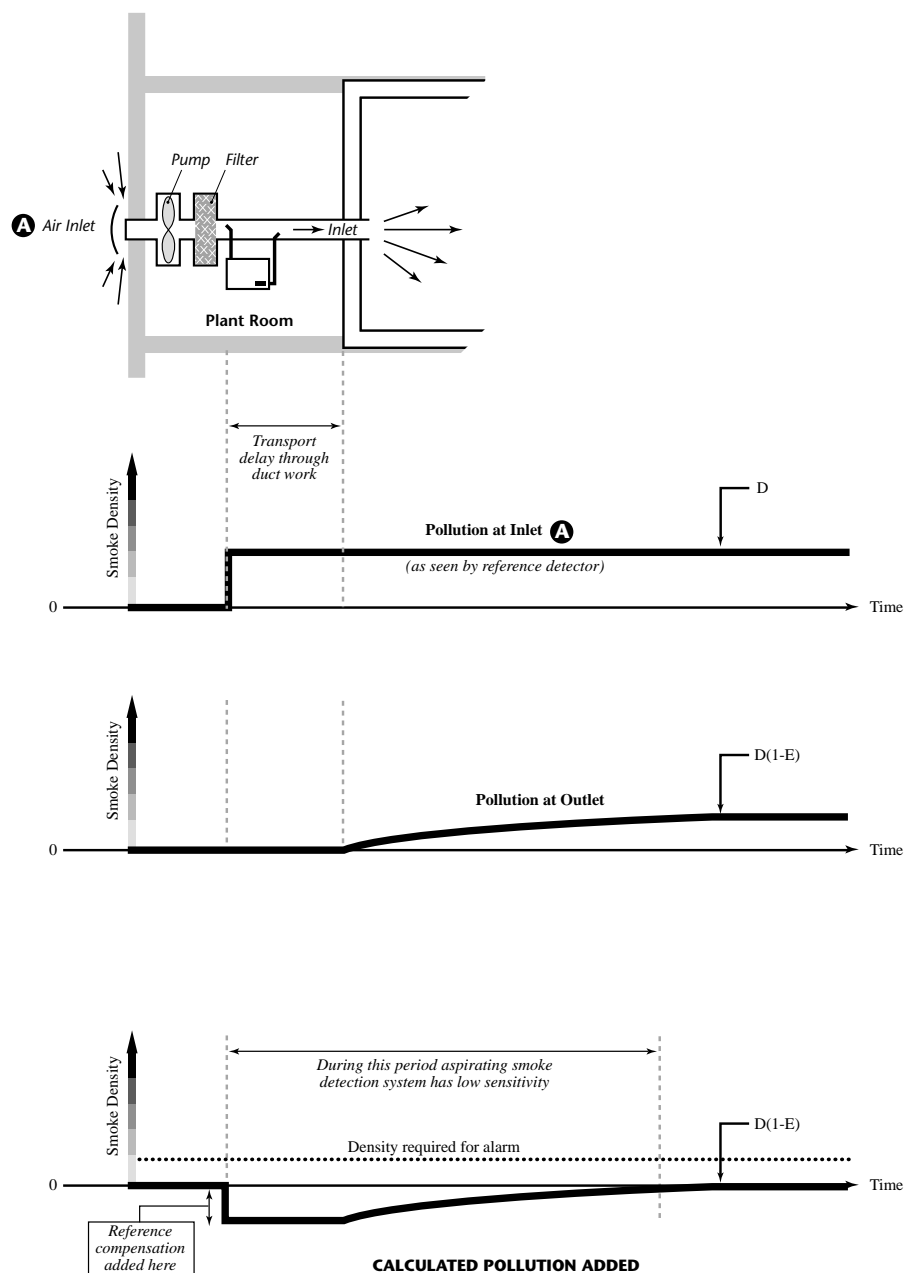 Pump Filter
A Air Inlet
Inlet
Plant Room
Transport
delay through
duct work
Smoke Density
D
Pollution at Inlet A
(as seen by reference detector)
0 Time
Smoke Density
D(1-E)
Pollution at Outlet
0 Time
Smoke Density
During this period aspirating smoke
detection system has low sensitivity
D(1-E)
Density required for alarm
0 Time
Reference
compensation
added here
CALCULATED POLLUTION ADDED